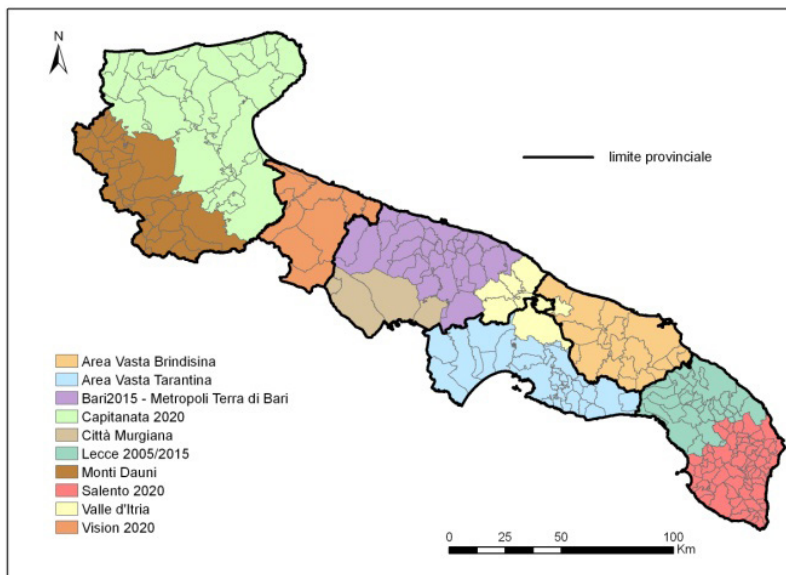 N
limite provinciale
Area Vasta Brindisina
Area Vasta Tarantina
Bari2015 - Metropoli Terra di Bari
Capitanata 2020
Città Murgiana
Lecce 2005/2015
Monti Dauni
Salento 2020
Valle d'Itria
Vision 2020
0 25 50 100
Km